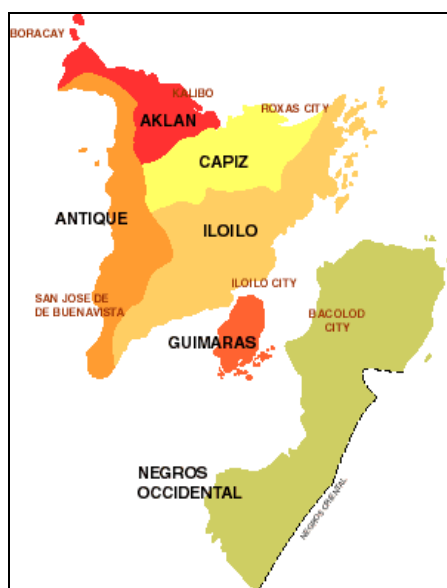 BORACAY
KALIBO
ROXAS CITY
AKLAN
CAPIZ
ANTIQUE
ILOILO
ILOILO CITY
SAN JOSE DE
DE BUENAVISTA
BACOLOD
CITY
GUIMARAS
NEGROS
OCCIDENTAL
NEGROS ORIENTAL